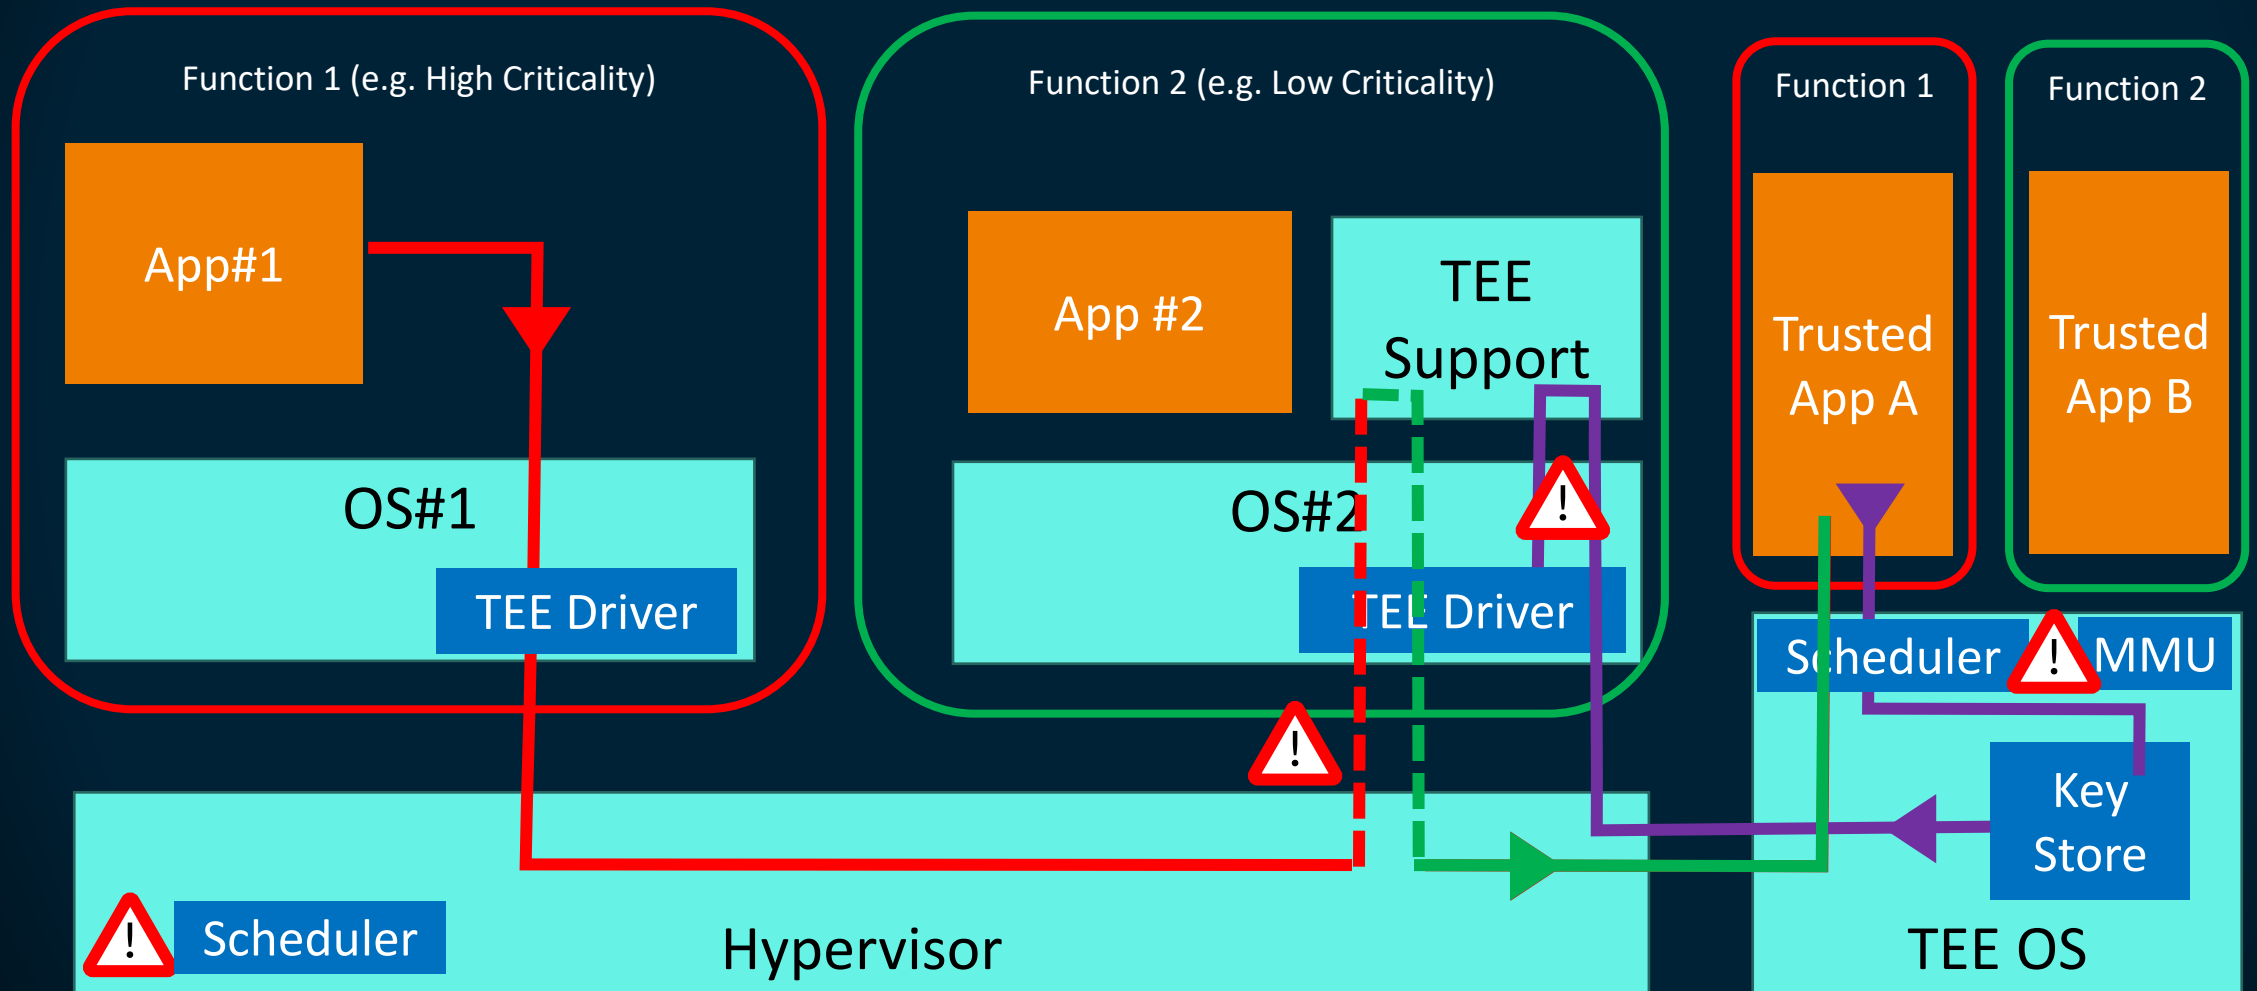 Function 1 (e.g. High Criticality)
Function 2 (e.g. Low Criticality)
Function 1
Function 2
App#1
App #2
TEE
Support
Trusted
App A
Trusted
App B
OS#1
TEE Driver
OS#2
!
TEE Driver
Scheduler
!
MMU
!
Key
Store
!
Scheduler
Hypervisor
TEE OS